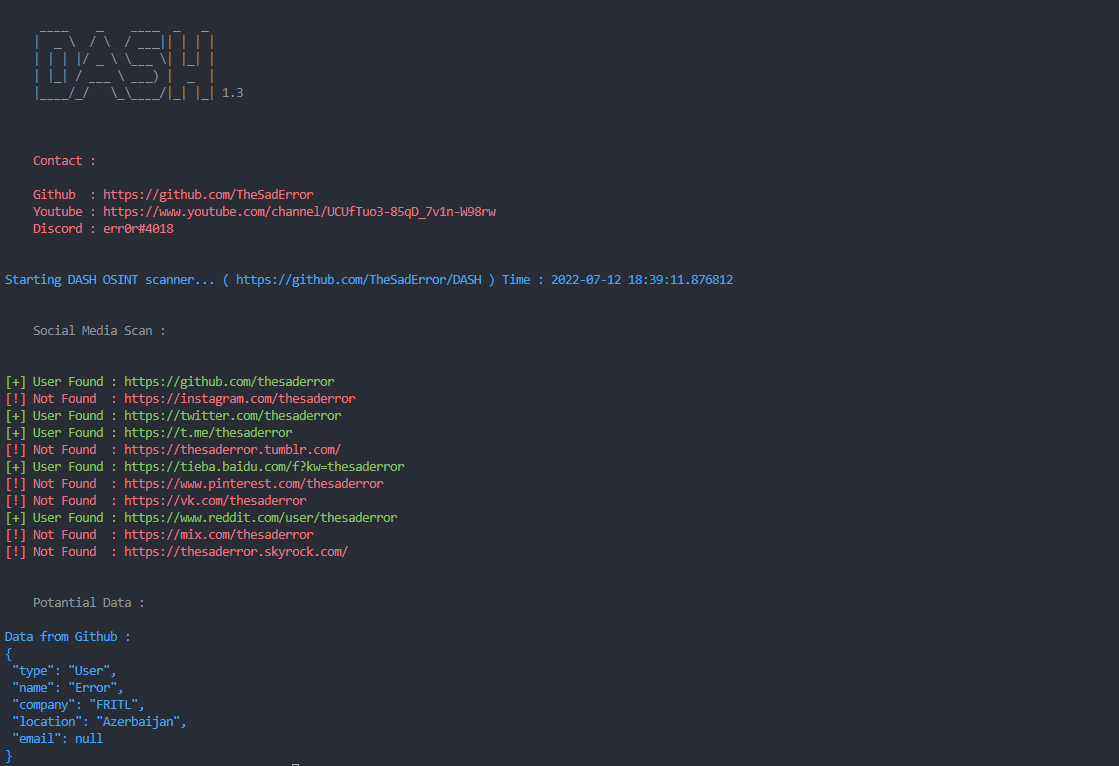 ____    _    ____  _   _
|  _ \  / \  / ___|| | | |
| | | |/ _ \ \___ \| |_| |
| |_| / ___ \ ___) |  _  |
|____/_/   \_\____/|_| |_| 1.3
Contact :
Github  : https://github.com/TheSadError
Youtube : https://www.youtube.com/channel/UCUfTuo3-85qD_7v1n-W98rw
Discord : err0r#4018
Starting DASH OSINT scanner... ( https://github.com/TheSadError/DASH ) Time : 2022-07-12 18:39:11.876812
Social Media Scan :
[+] User Found : https://github.com/thesaderror
[!] Not Found  : https://instagram.com/thesaderror
[+] User Found : https://twitter.com/thesaderror
[+] User Found : https://t.me/thesaderror
[!] Not Found  : https://thesaderror.tumblr.com/
[+] User Found : https://tieba.baidu.com/f?kw=thesaderror
[!] Not Found  : https://www.pinterest.com/thesaderror
[!] Not Found  : https://vk.com/thesaderror
[+] User Found : https://www.reddit.com/user/thesaderror
[!] Not Found  : https://mix.com/thesaderror
[!] Not Found  : https://thesaderror.skyrock.com/
Potantial Data :
Data from Github :
{
 "type": "User",
 "name": "Error",
 "company": "FRITL",
 "location": "Azerbaijan",
 "email": null
}